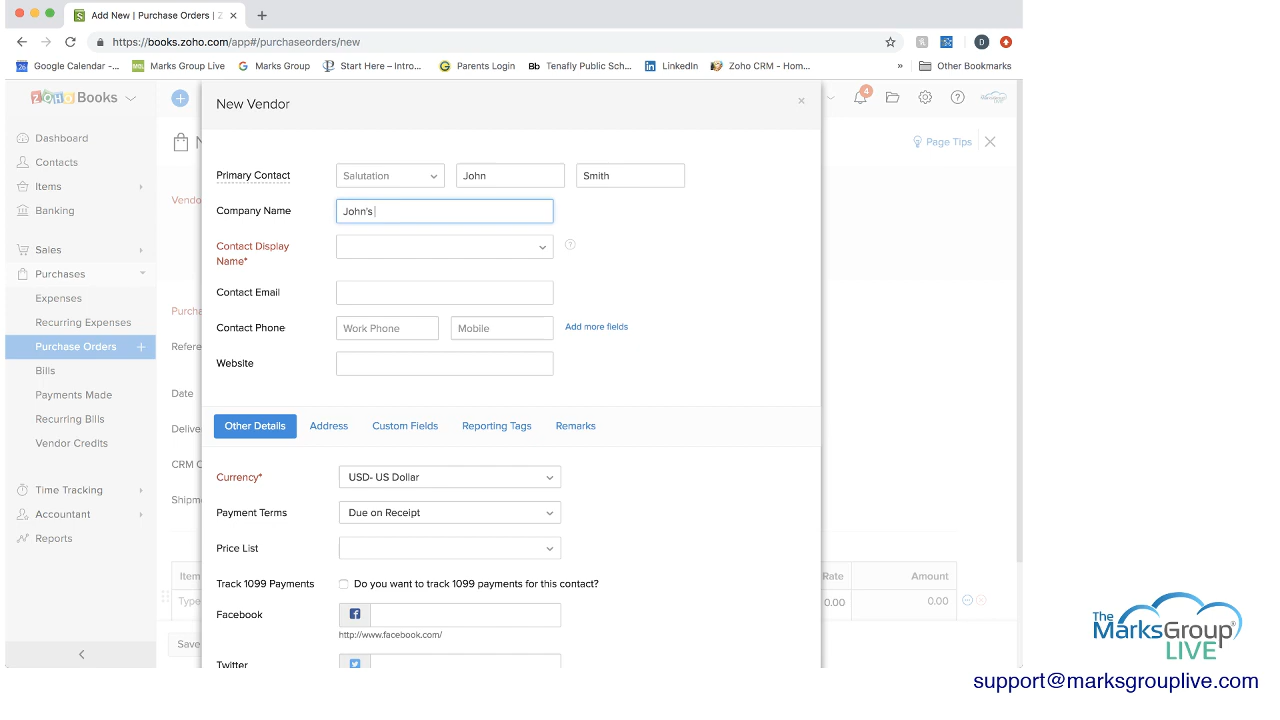 Add New | Purchase Orders | Z
https://books.zoho.com/app#/purchaseorders/new
D
26 Google Calendar -...
MGL Marks Group Live
G Marks Group
Start Here – Intro...
G Parents Login
Bb Tenafly Public Sch...
in LinkedIn
Zoho CRM - Hom...
»
Other Bookmarks
ZOHO Books
New Vendor
4
Page Tips
Dashboard
Contacts
Items
Banking
Sales
Purchases
Expenses
Recurring Expenses
Purchase Orders +
Bills
Payments Made
Recurring Bills
Vendor Credits
Time Tracking
Accountant
Reports
Vendo
Purcha
Refere
Date
Delive
CRM C
Shipm
Item
Type
Save
Primary Contact
Salutation
John
Smith
Company Name
John's
Contact Display
Name*
Contact Email
Contact Phone
Work Phone
Mobile
Add more fields
Website
Other Details
Address
Custom Fields
Reporting Tags
Remarks
Currency*
USD- US Dollar
Payment Terms
Due on Receipt
Price List
Track 1099 Payments
Do you want to track 1099 payments for this contact?
Facebook
http://www.facebook.com/
Twitter
Rate
Amount
0.00
0.00
The
MarksGroup®
LIVE
support@marksgrouplive.com